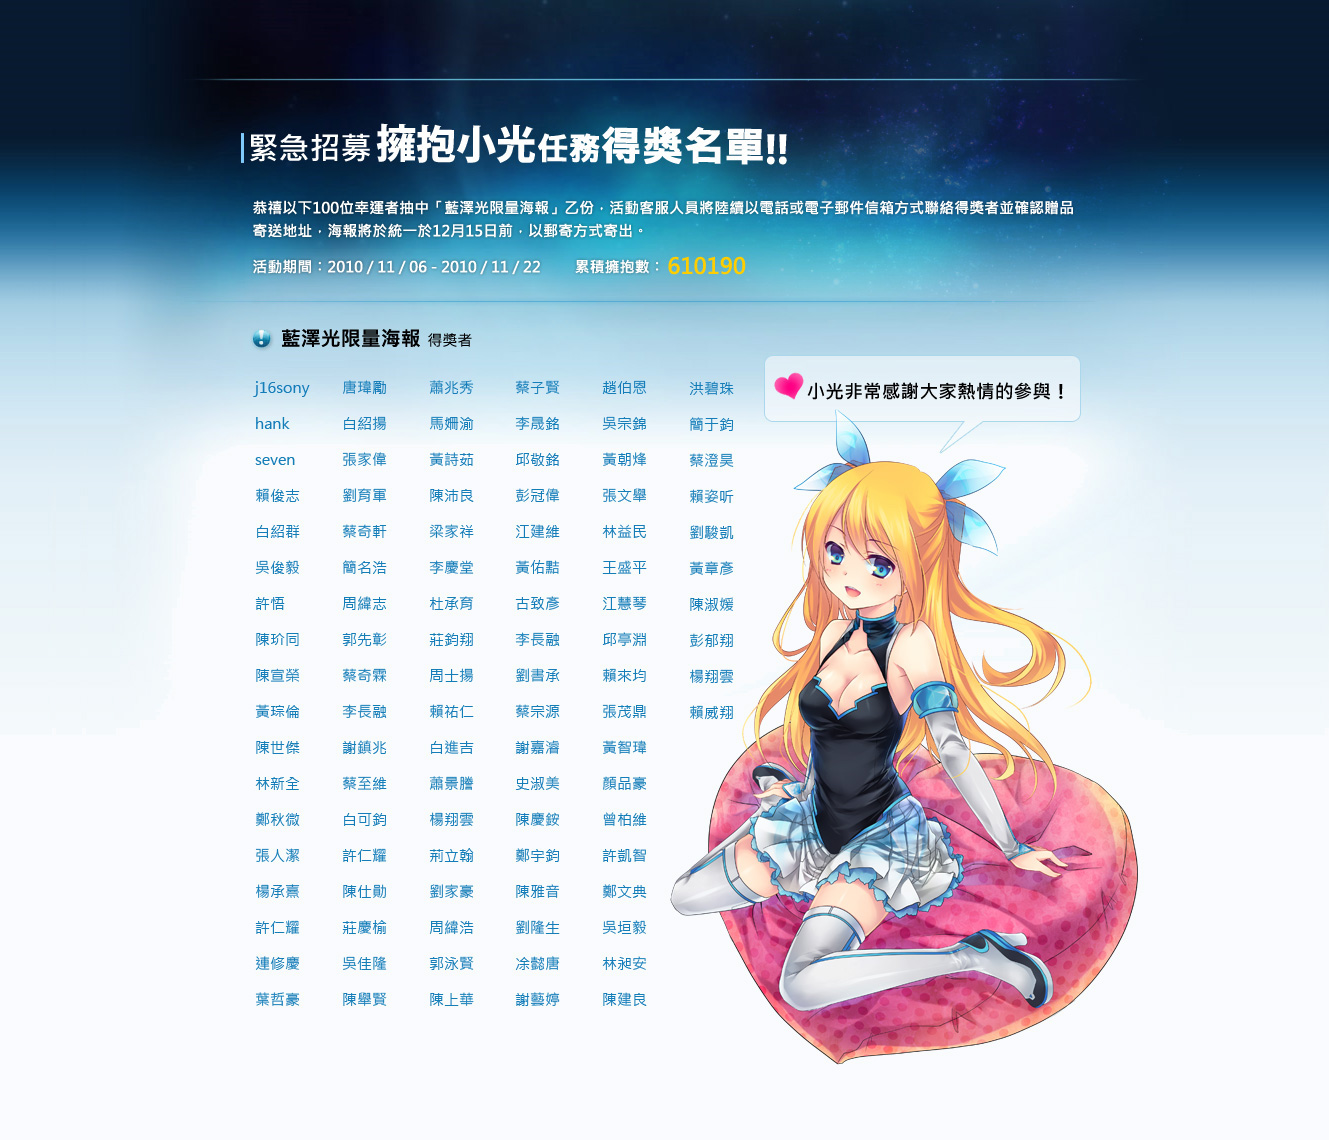 緊急招募 擁抱小光任務得獎名單!!
恭禧以下100位幸運者抽中「藍澤光限量海報」乙份，活動客服人員將陸續以電話或電子郵件信箱方式聯絡得獎者並確認贈品
寄送地址，海報將於統一於12月15日前，以郵寄方式寄出。
活動期間：2010 / 11 / 06 - 2010 / 11 / 22 累積擁抱數： 610190
藍澤光限量海報 得獎者
小光非常感謝大家熱情的參與！
j16sony 唐瑋勵 蕭兆秀 蔡子賢 趙伯恩 洪碧珠
hank 白紹揚 馬姍渝 李晟銘 吳宗錦 簡于鈞
seven 張家偉 黃詩茹 邱敬銘 黃朝烽 蔡澄昊
賴俊志 劉育軍 陳沛良 彭冠偉 張文舉 賴姿听
白紹群 蔡奇軒 梁家祥 江建維 林益民 劉駿凱
吳俊毅 簡名浩 李慶堂 黃佑黠 王盛平 黃章彥
許悟 周緯志 杜承育 古致彥 江慧琴 陳淑媛
陳玠同 郭先彰 莊鈞翔 李長融 邱亭淵 彭郁翔
陳宣榮 蔡奇霖 周士揚 劉書承 賴來均 楊翔雲
黃琮倫 李長融 賴祐仁 蔡宗源 張茂鼎 賴威翔
陳世傑 謝鎮兆 白進吉 謝嘉濬 黃智瑋
林新全 蔡至維 蕭景謄 史淑美 顏品豪
鄭秋微 白可鈞 楊翔雲 陳慶銨 曾柏維
張人潔 許仁耀 荊立翰 鄭宇鈞 許凱智
楊承熹 陳仕勛 劉家豪 陳雅音 鄭文典
許仁耀 莊慶榆 周緯浩 劉隆生 吳垣毅
連修慶 吳佳隆 郭泳賢 凃懿唐 林昶安
葉哲豪 陳舉賢 陳上華 謝藝婷 陳建良